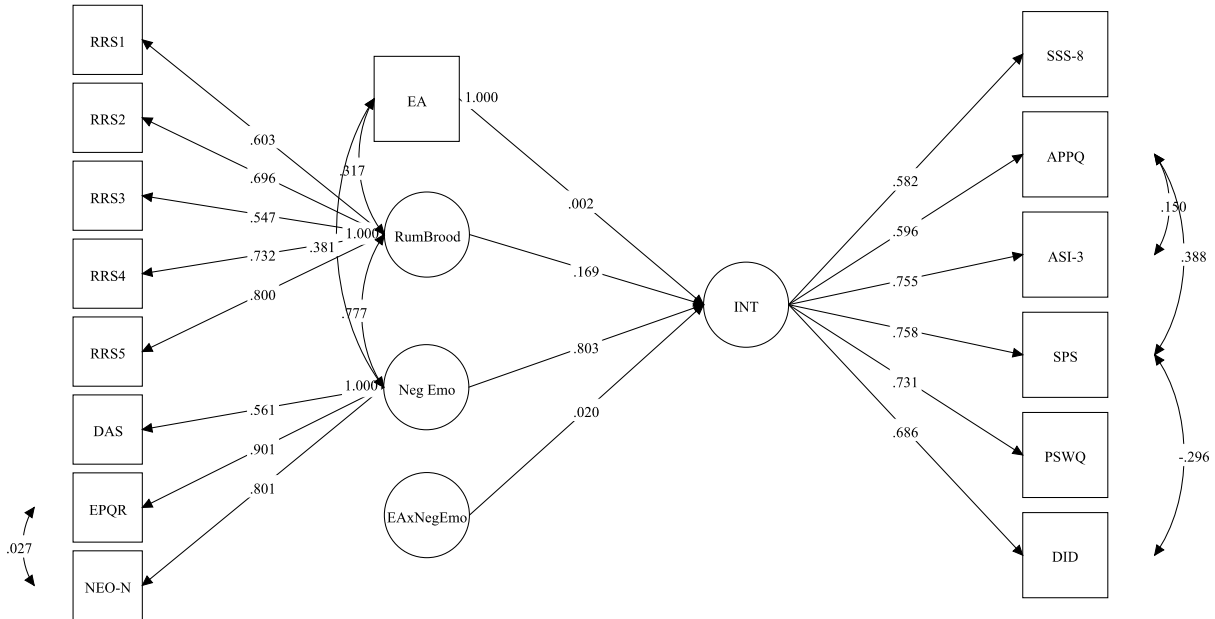 RRS1
RRS2
RRS3
RRS4
RRS5
DAS
EPQR
NEO-N
.027
.603
.696
.547
.732
.800
.561
.901
.801
EA
1.000
.317
.381
1.000
RumBrood
.777
1.000
Neg Emo
EAxNegEmo
.002
.169
.803
.020
INT
.582
.596
.755
.758
.731
.686
SSS-8
APPQ
ASI-3
SPS
PSWQ
DID
.150
.388
-.296